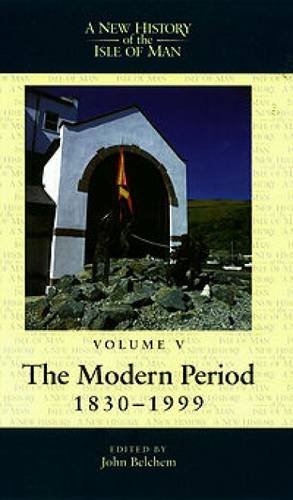 A NEW HISTORY
of the
ISLE OF MAN
VOLUME V
The Modern Period
1830–1999
EDITED BY
John Belchem